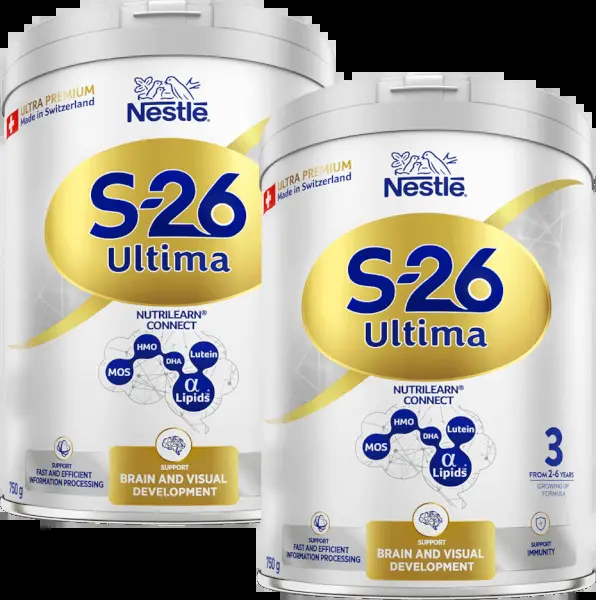 ULTRA PREMIUM
Made in Switzerland
Nestlé
S-26
Ultima
NUTRILEARN®
CONNECT
MOS
HMO
DHA
Lutein
α
Lipids
SUPPORT
FAST AND EFFICIENT
INFORMATION PROCESSING
SUPPORT
BRAIN AND VISUAL
DEVELOPMENT
750 g
ULTRA PREMIUM
Made in Switzerland
Nestlé
S-26
Ultima
NUTRILEARN®
CONNECT
MOS
HMO
DHA
Lutein
α
Lipids
3
FROM 2-6 YEARS
GROWING UP
FORMULA
SUPPORT
FAST AND EFFICIENT
INFORMATION PROCESSING
SUPPORT
BRAIN AND VISUAL
DEVELOPMENT
SUPPORT
IMMUNITY
750 g